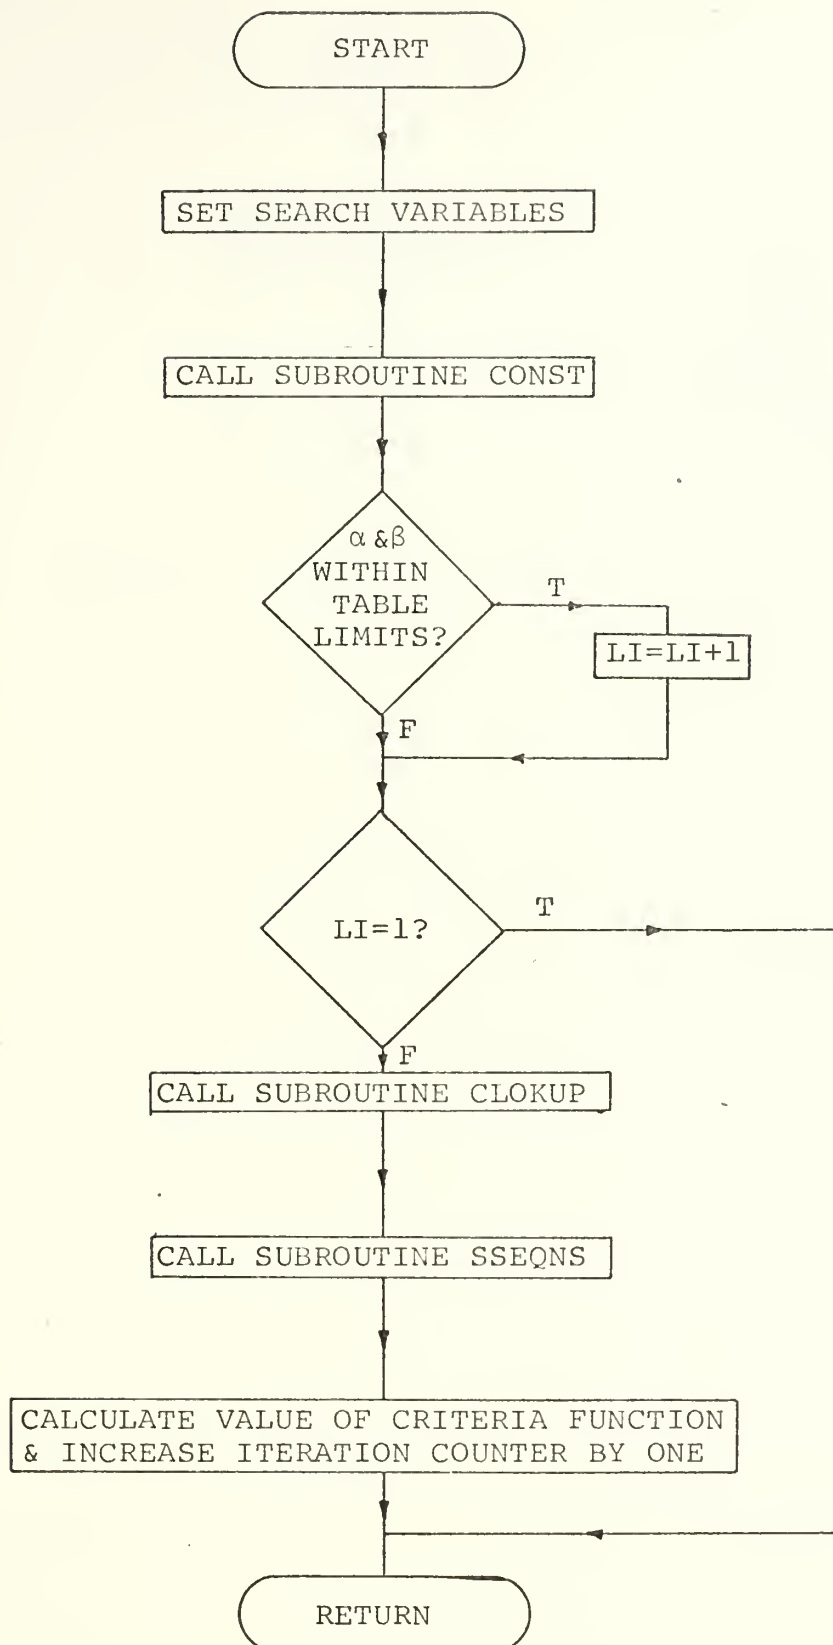 START
SET SEARCH VARIABLES
CALL SUBROUTINE CONST
α &β
WITHIN
TABLE
LIMITS?
T
LI=LI+1
F
LI=1?
T
F
CALL SUBROUTINE CLOKUP
CALL SUBROUTINE SSEQNS
CALCULATE VALUE OF CRITERIA FUNCTION
& INCREASE ITERATION COUNTER BY ONE
RETURN